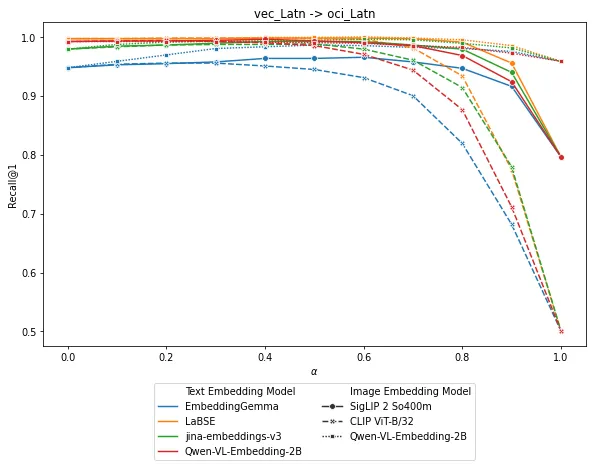 vec_Latn -> oci_Latn
Recall@1
1.0
0.9
0.8
0.7
0.6
0.5
0.0 0.2 0.4 0.6 0.8 1.0
α
Text Embedding Model Image Embedding Model
EmbeddingGemma SigLIP 2 So400m
LaBSE CLIP ViT-B/32
jina-embeddings-v3 Qwen-VL-Embedding-2B
Qwen-VL-Embedding-2B